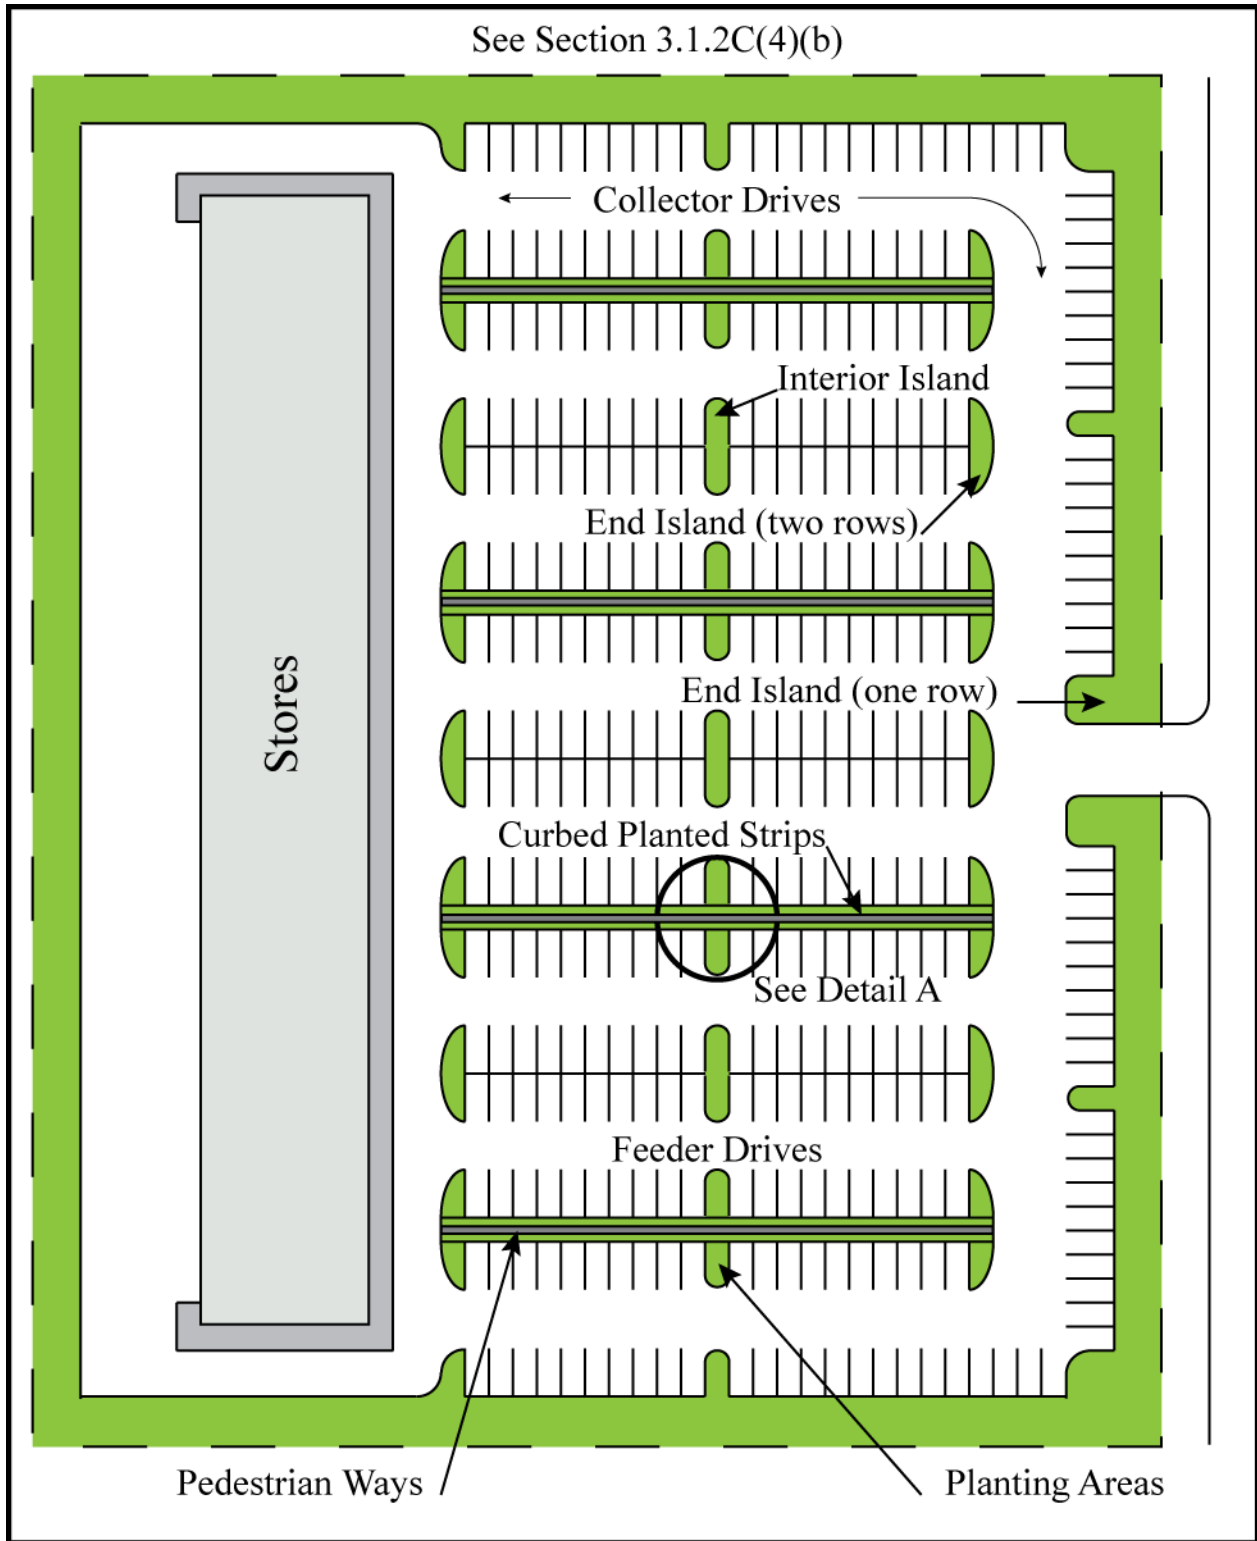 See Section 3.1.2C(4)(b)
Collector Drives
Interior Island
End Island (two rows)
Stores
End Island (one row)
Curbed Planted Strips
See Detail A
Feeder Drives
Pedestrian Ways
Planting Areas